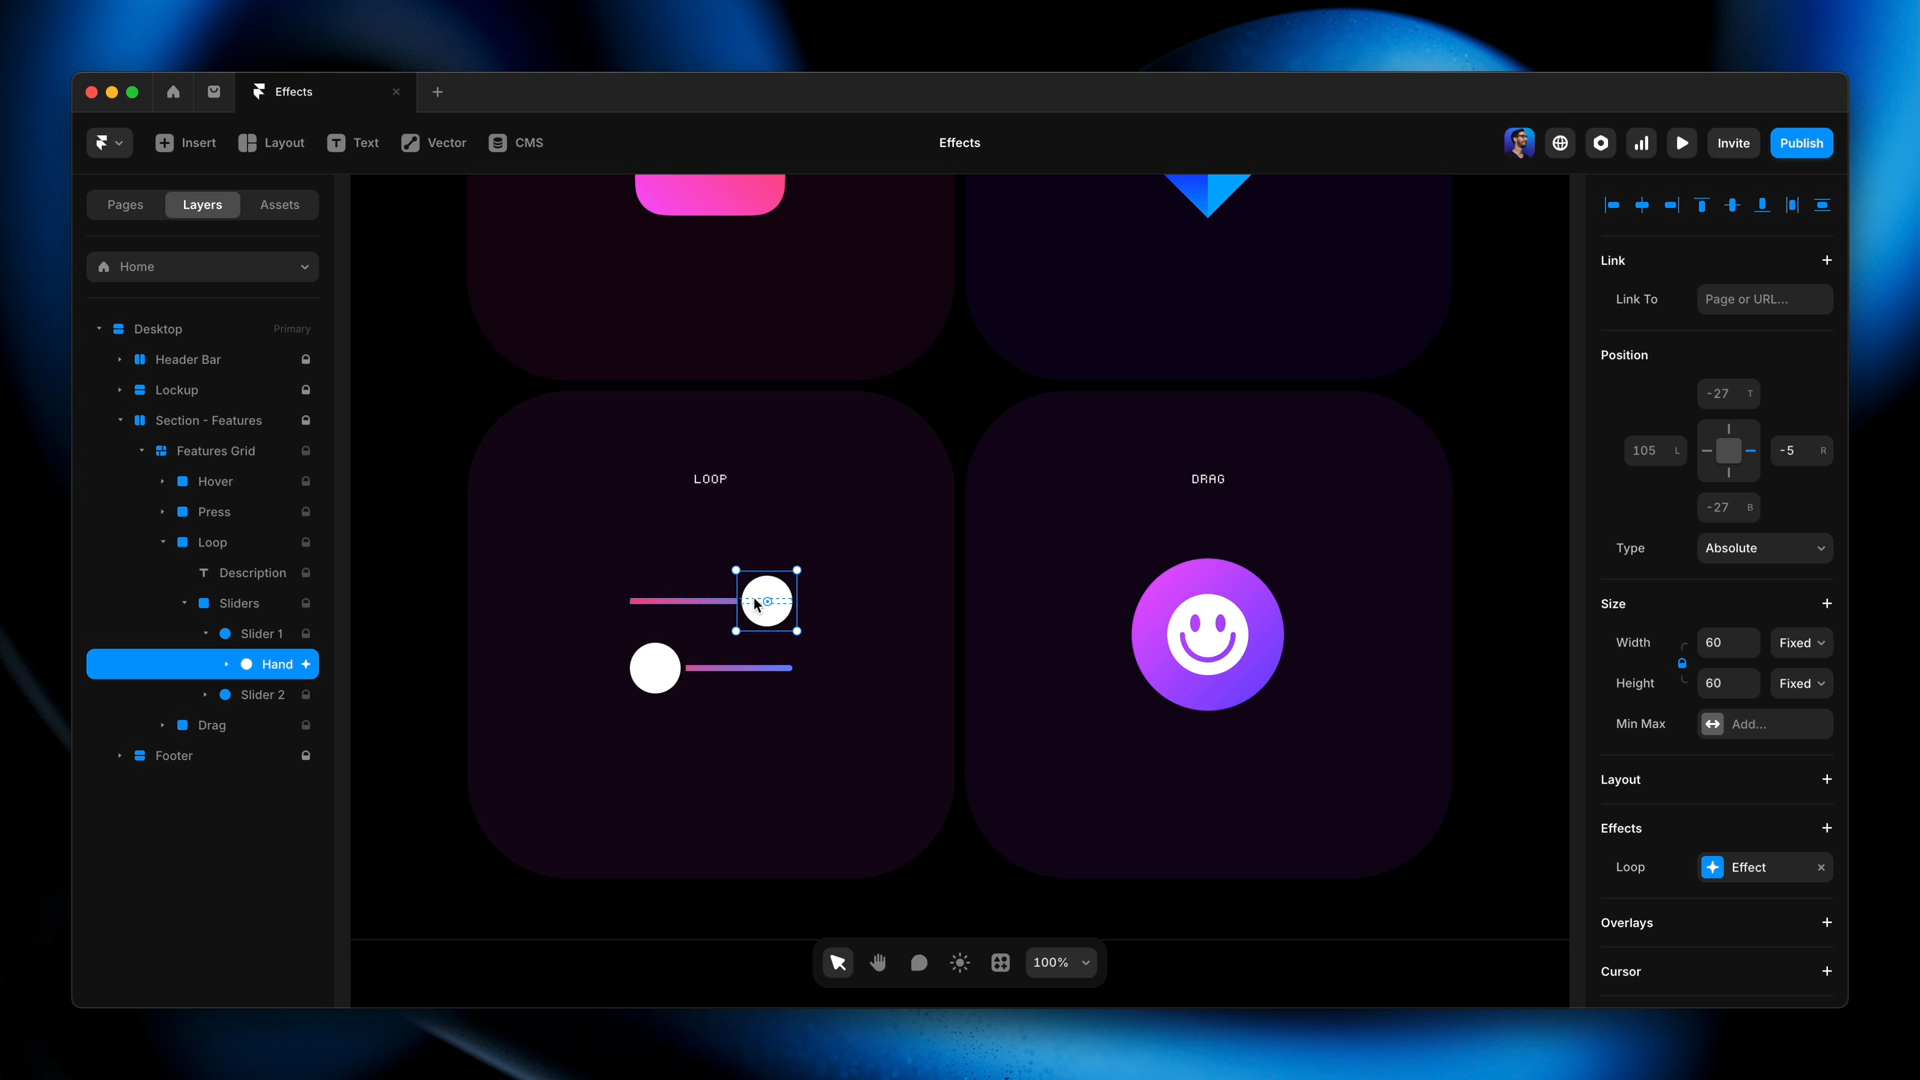 Effects
Insert
Layout
Text
Vector
CMS
Effects
Invite
Publish
Pages
Layers
Assets
Home
Desktop
Primary
Header Bar
Lockup
Section - Features
Features Grid
Hover
Press
Loop
Description
Sliders
Slider 1
Hand
Slider 2
Drag
Footer
LOOP
DRAG
100%
Link
Link To
Page or URL...
Position
-27 T
105 L
-5 R
-27 B
Type
Absolute
Size
Width
60
Fixed
Height
60
Fixed
Min Max
Add...
Layout
Effects
Loop
Effect
Overlays
Cursor